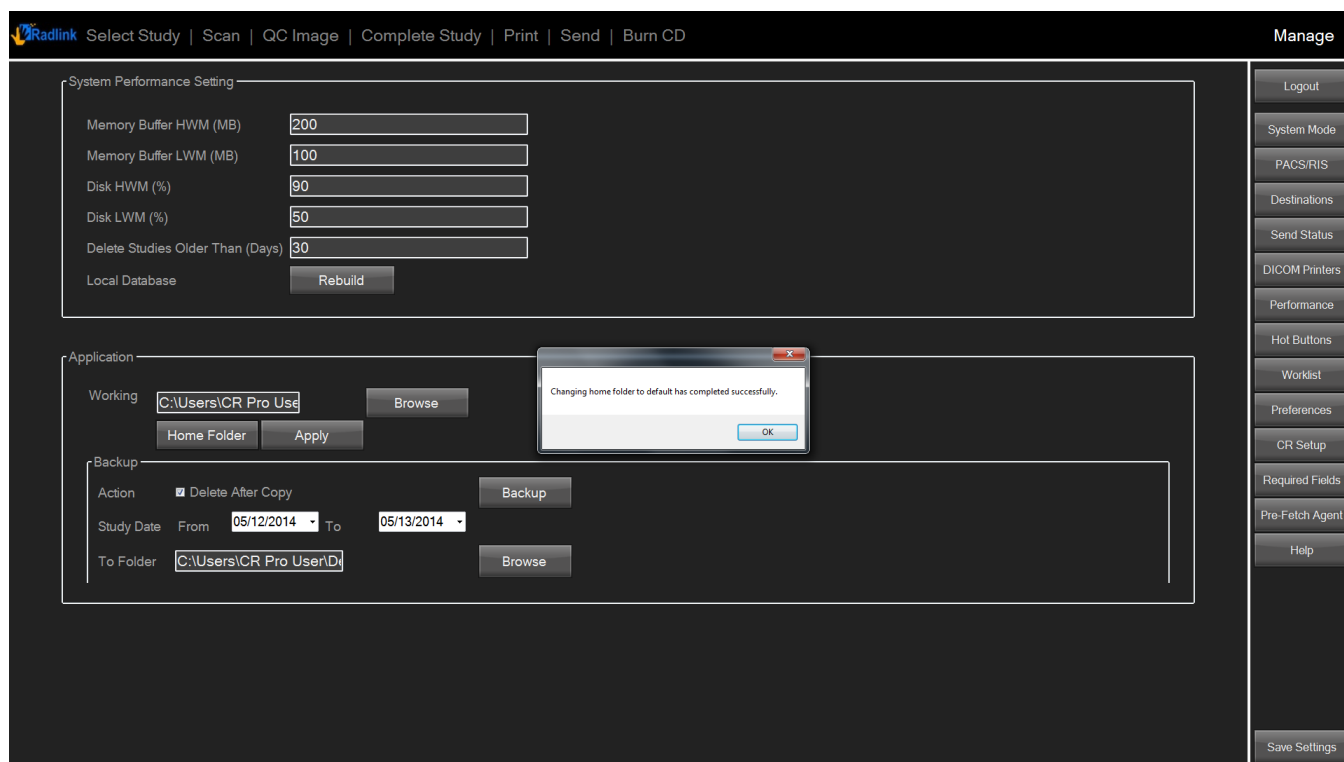 Radlink Select Study | Scan | QC Image | Complete Study | Print | Send | Burn CD Manage
System Performance Setting
Memory Buffer HWM (MB) 200
Memory Buffer LWM (MB) 100
Disk HWM (%) 90
Disk LWM (%) 50
Delete Studies Older Than (Days) 30
Local Database Rebuild
Application
Working C:\Users\CR Pro Use Browse
Home Folder Apply
Backup
Action Delete After Copy Backup
Study Date From 05/12/2014 To 05/13/2014
To Folder C:\Users\CR Pro User\De Browse
Changing home folder to default has completed successfully.
OK
Logout
System Mode
PACS/RIS
Destinations
Send Status
DICOM Printers
Performance
Hot Buttons
Worklist
Preferences
CR Setup
Required Fields
Pre-Fetch Agent
Help
Save Settings